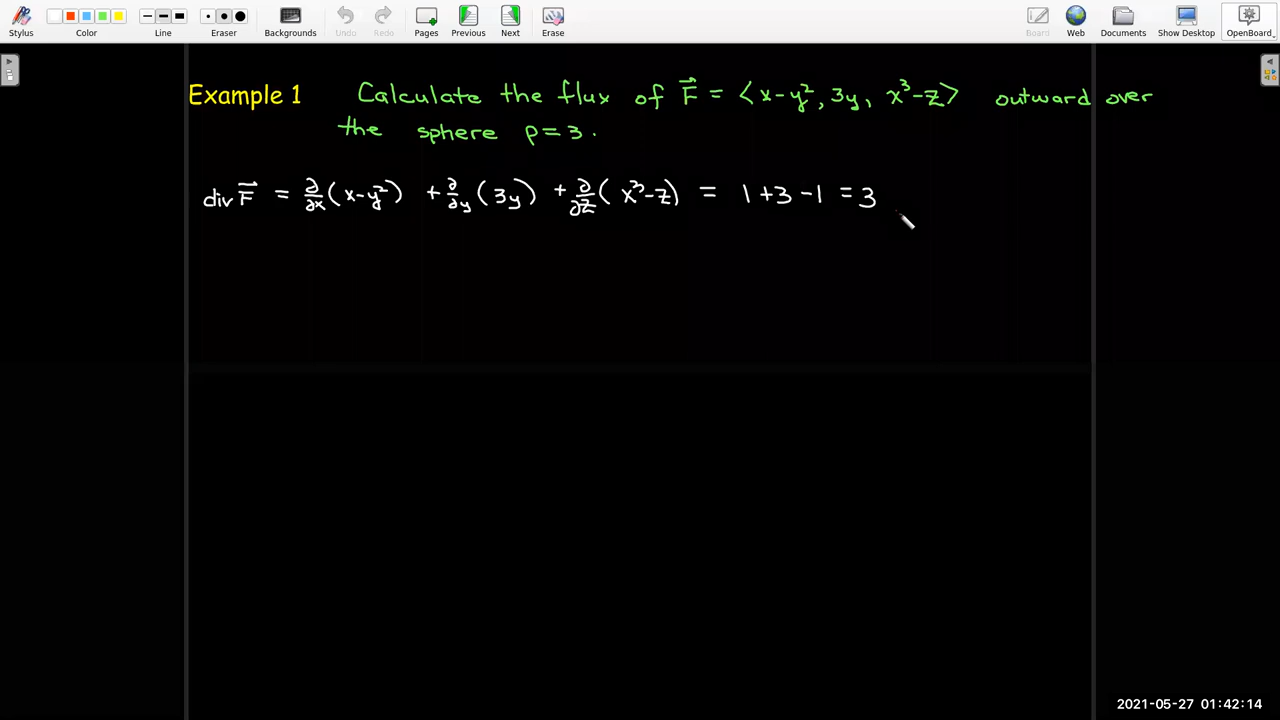 Stylus Color Line Eraser Backgrounds Undo Redo Pages Previous Next Erase Board Web Documents Show Desktop OpenBoard
Example 1 Calculate the flux of F⃗ = ⟨x-y², 3y, x³-z⟩ outward over
the sphere ρ=3.
div F⃗ = ∂/∂x (x-y²) + ∂/∂y (3y) + ∂/∂z (x³-z) = 1+3-1 = 3
2021-05-27 01:42:14